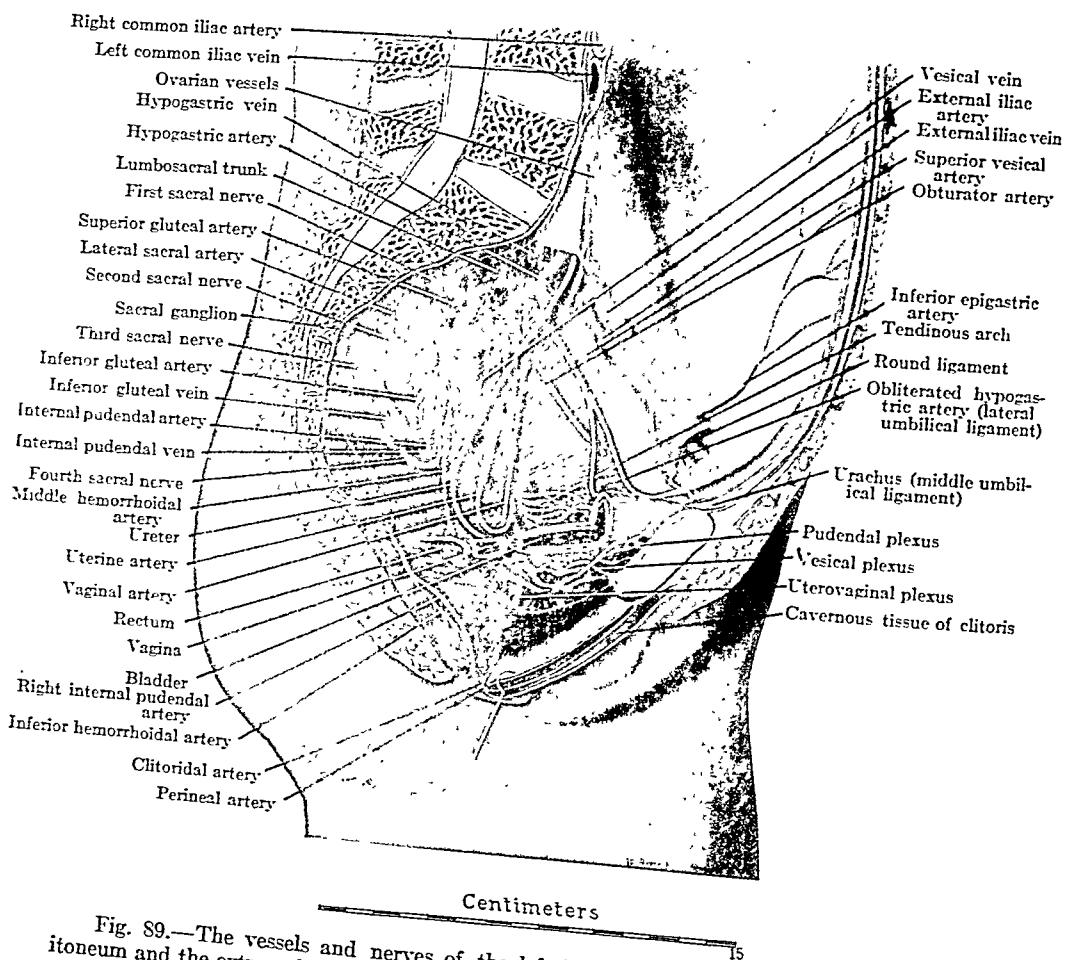 Right common iliac artery
Left common iliac vein
Ovarian vessels
Hypogastric vein
Hypogastric artery
Lumbosacral trunk
First sacral nerve
Superior gluteal artery
Lateral sacral artery
Second sacral nerve
Sacral ganglion
Third sacral nerve
Inferior gluteal artery
Inferior gluteal vein
Internal pudendal artery
Internal pudendal vein
Fourth sacral nerve
Middle hemorrhoidal
artery
Ureter
Uterine artery
Vaginal artery
Rectum
Vagina
Bladder
Right internal pudendal
artery
Inferior hemorrhoidal artery
Clitoridal artery
Perineal artery
Vesical vein
External iliac
artery
External iliac vein
Superior vesical
artery
Obturator artery
Inferior epigastric
artery
Tendinous arch
Round ligament
Obliterated hypogas-
tric artery (lateral
umbilical ligament)
Urachus (middle umbil-
ical ligament)
Pudendal plexus
Vesical plexus
Uterovaginal plexus
Cavernous tissue of clitoris
Centimeters
15
Fig. 89.—The vessels and nerves of the
itoneum and the